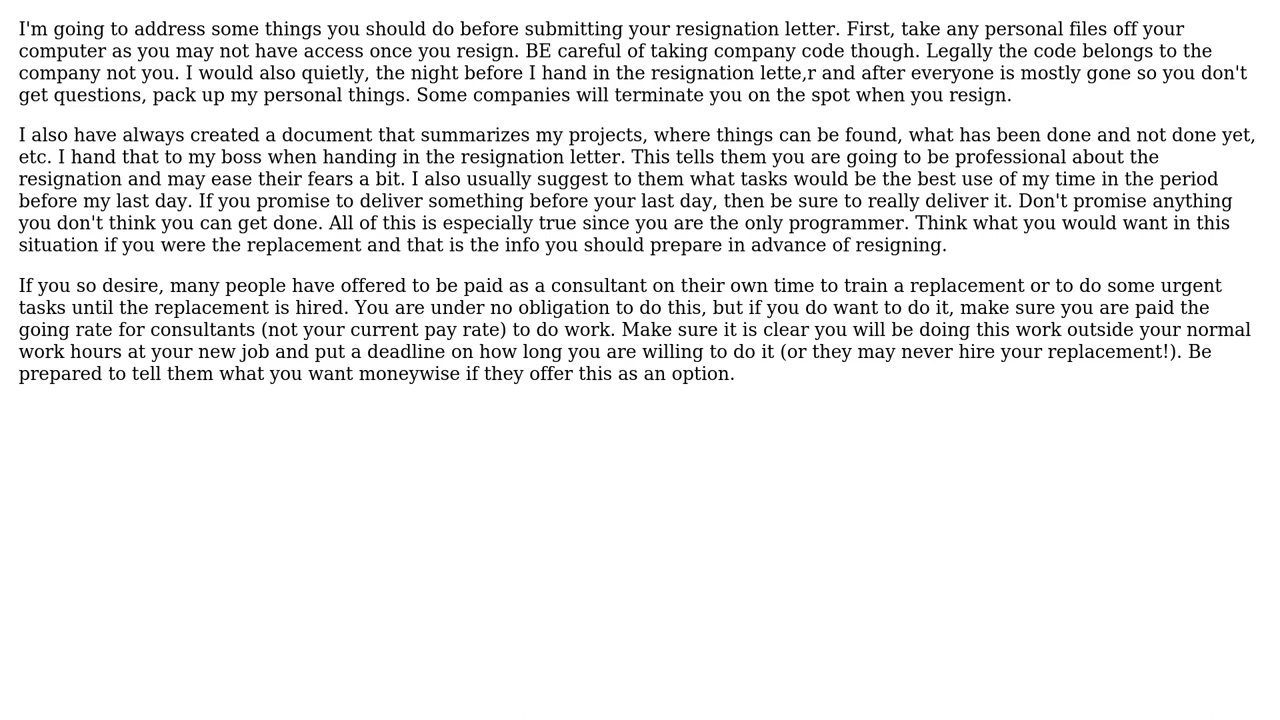 I'm going to address some things you should do before submitting your resignation letter. First, take any personal files off your
computer as you may not have access once you resign. BE careful of taking company code though. Legally the code belongs to the
company not you. I would also quietly, the night before I hand in the resignation lette,r and after everyone is mostly gone so you don't
get questions, pack up my personal things. Some companies will terminate you on the spot when you resign.
I also have always created a document that summarizes my projects, where things can be found, what has been done and not done yet,
etc. I hand that to my boss when handing in the resignation letter. This tells them you are going to be professional about the
resignation and may ease their fears a bit. I also usually suggest to them what tasks would be the best use of my time in the period
before my last day. If you promise to deliver something before your last day, then be sure to really deliver it. Don't promise anything
you don't think you can get done. All of this is especially true since you are the only programmer. Think what you would want in this
situation if you were the replacement and that is the info you should prepare in advance of resigning.
If you so desire, many people have offered to be paid as a consultant on their own time to train a replacement or to do some urgent
tasks until the replacement is hired. You are under no obligation to do this, but if you do want to do it, make sure you are paid the
going rate for consultants (not your current pay rate) to do work. Make sure it is clear you will be doing this work outside your normal
work hours at your new job and put a deadline on how long you are willing to do it (or they may never hire your replacement!). Be
prepared to tell them what you want moneywise if they offer this as an option.